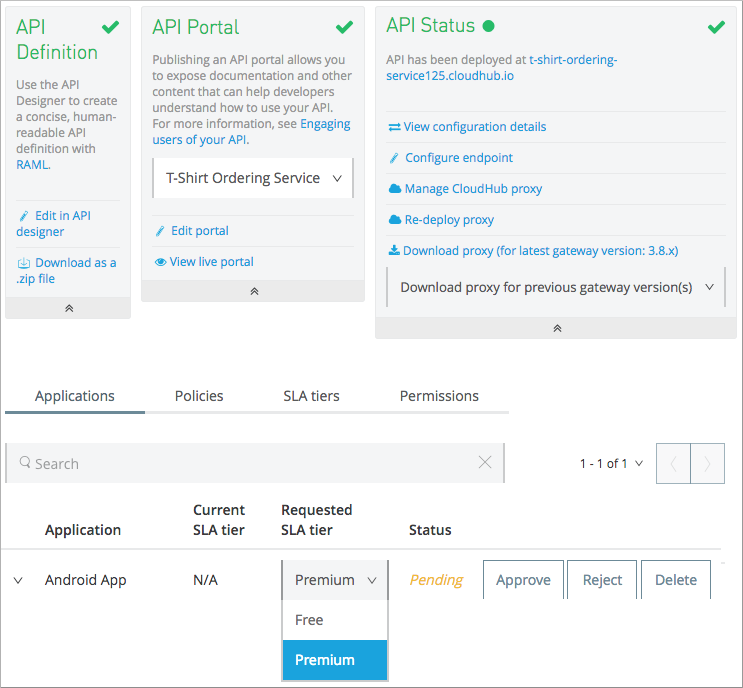 API
Definition
Use the API
Designer to create
a concise, human-
readable API
definition with
RAML.
Edit in API
designer
Download as a
.zip file
API Portal
Publishing an API portal allows you
to expose documentation and other
content that can help developers
understand how to use your API.
For more information, see Engaging
users of your API.
T-Shirt Ordering Service
Edit portal
View live portal
API Status
API has been deployed at t-shirt-ordering-
service125.cloudhub.io
View configuration details
Configure endpoint
Manage CloudHub proxy
Re-deploy proxy
Download proxy (for latest gateway version: 3.8.x)
Download proxy for previous gateway version(s)
Applications Policies SLA tiers Permissions
Search 1 - 1 of 1
Application Current SLA tier Requested SLA tier Status
Android App N/A Premium Pending Approve Reject Delete
Free
Premium